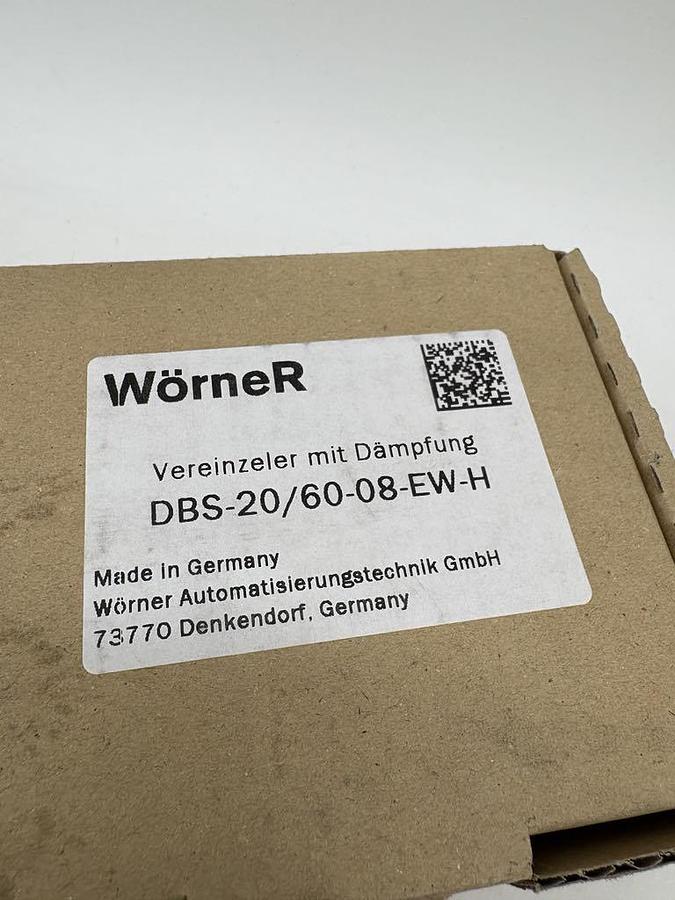 WörneR
Vereinzeler mit Dämpfung
DBS-20/60-08-EW-H
Made in Germany
Wörner Automatisierungstechnik GmbH
73770 Denkendorf, Germany